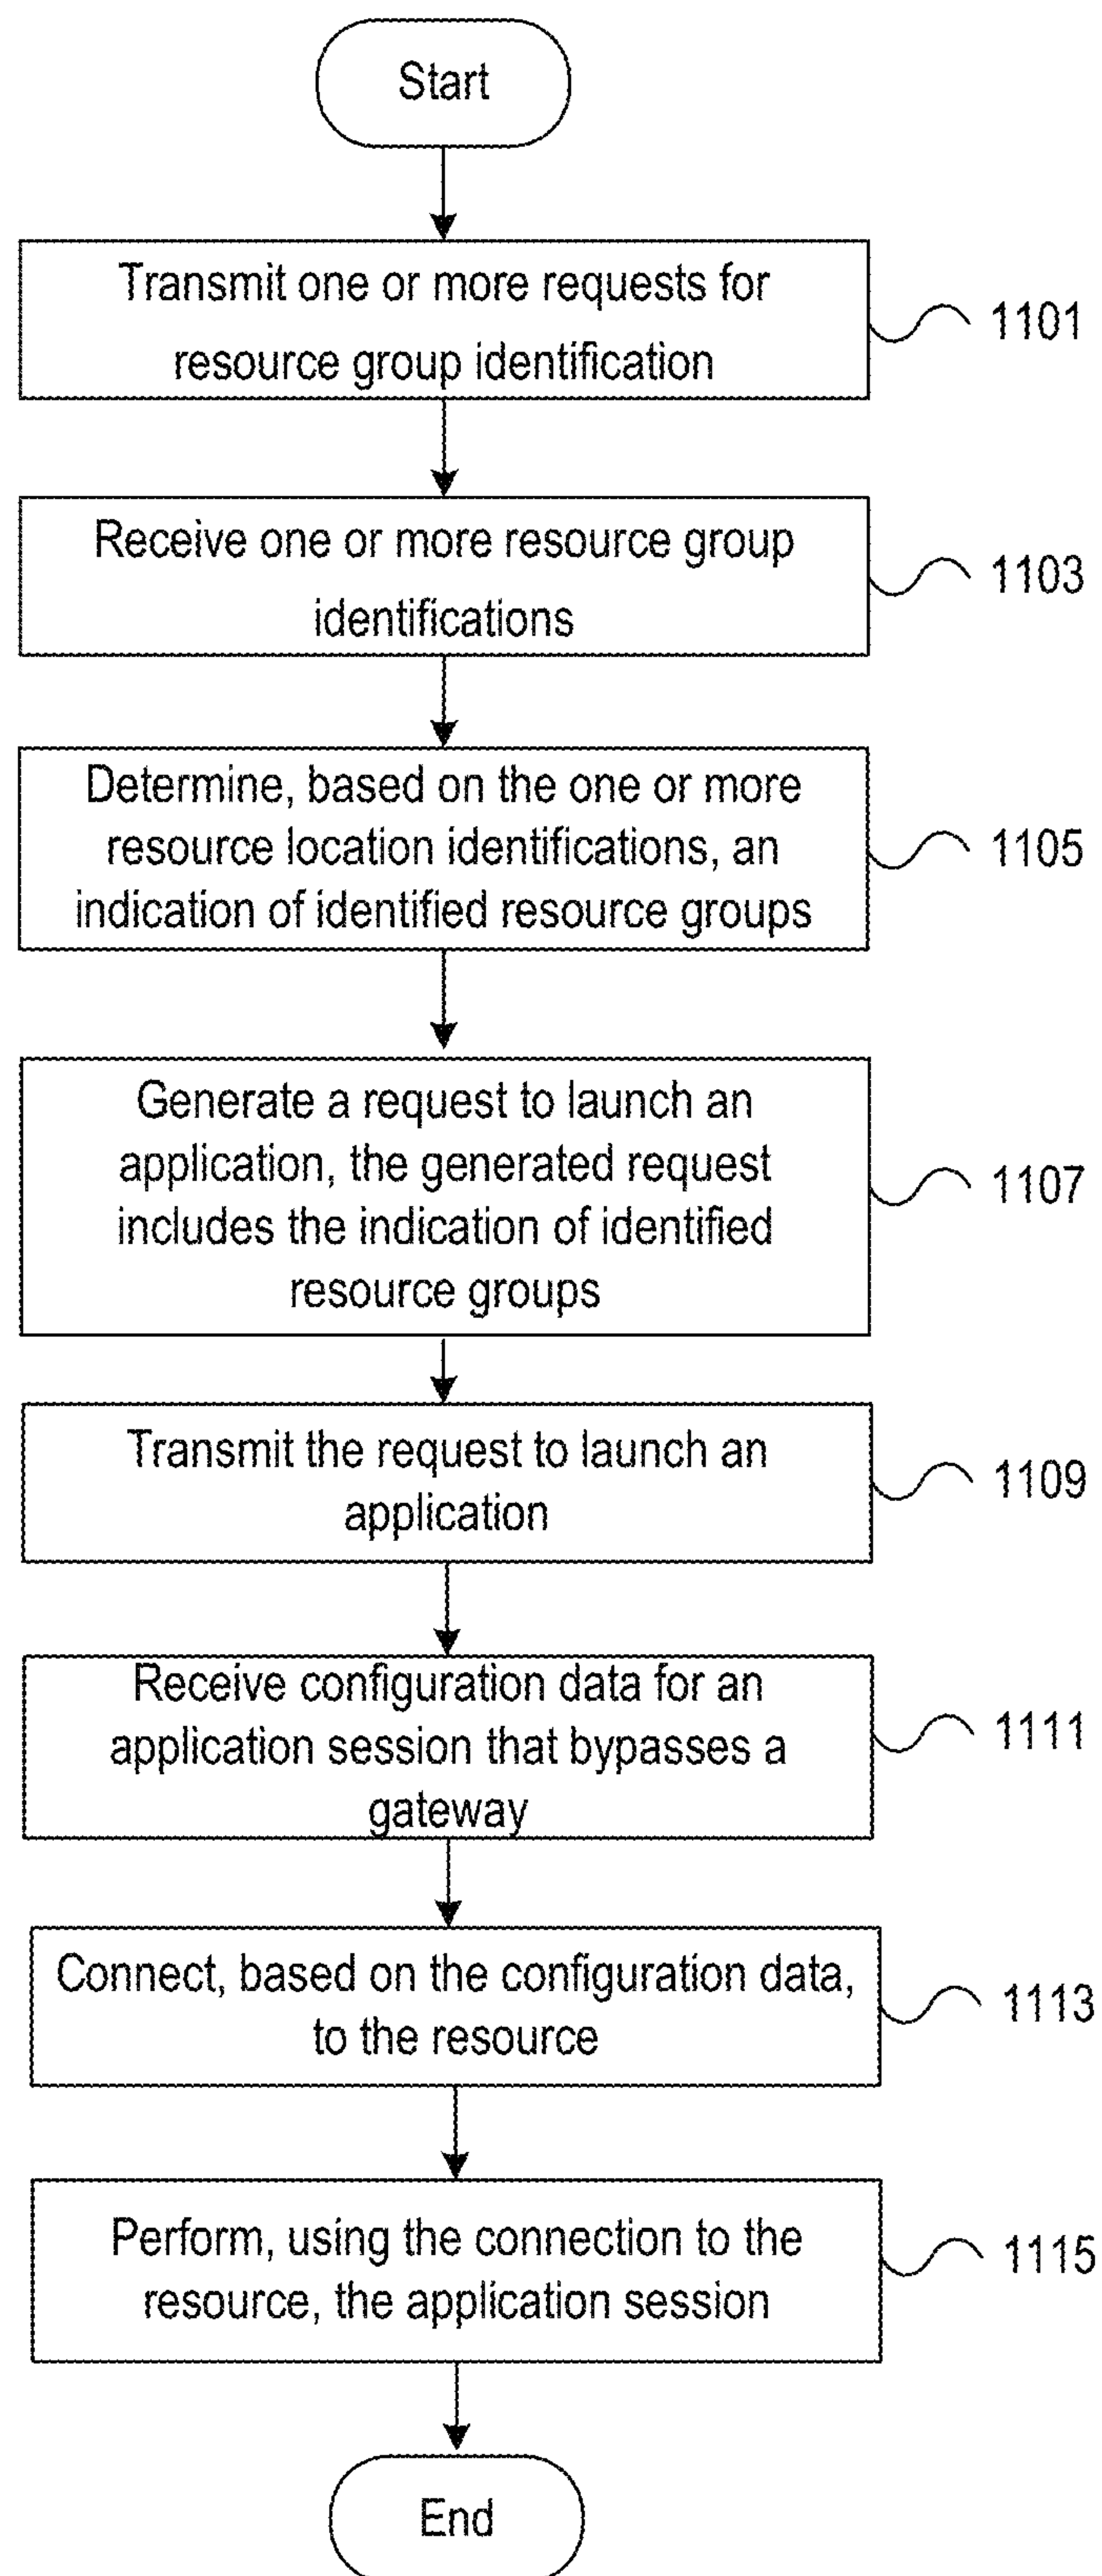 Start
Transmit one or more requests for
resource group identification
1101
Receive one or more resource group
identifications
1103
Determine, based on the one or more
resource location identifications, an
indication of identified resource groups
1105
Generate a request to launch an
application, the generated request
includes the indication of identified
resource groups
1107
Transmit the request to launch an
application
1109
Receive configuration data for an
application session that bypasses a
gateway
1111
Connect, based on the configuration data,
to the resource
1113
Perform, using the connection to the
resource, the application session
1115
End